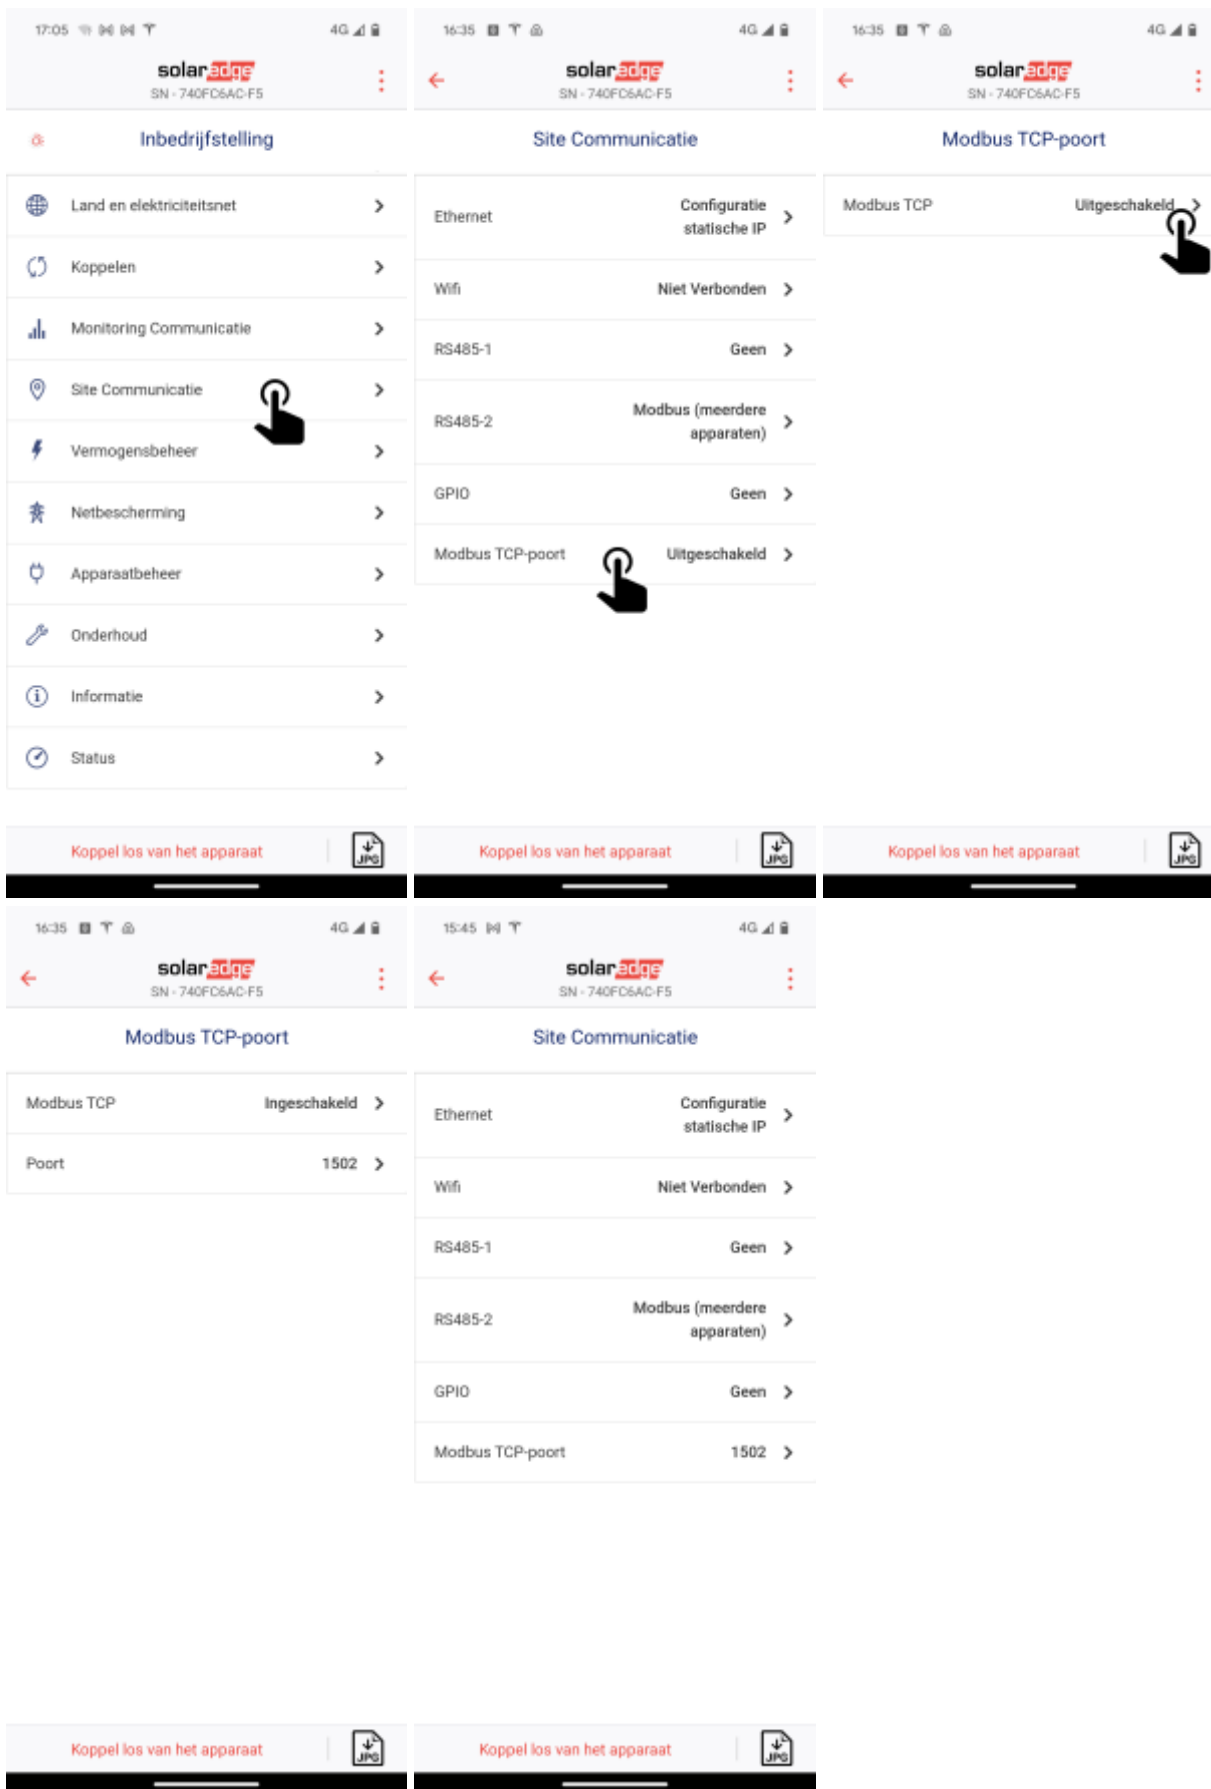 17:05
4G
solaredge
SN - 740FC6AC-F5
Inbedrijfstelling
Land en elektriciteitsnet
Koppelen
Monitoring Communicatie
Site Communicatie
Vermogensbeheer
Netbescherming
Apparaatbeheer
Onderhoud
Informatie
Status
Koppel los van het apparaat
JPG
16:35
4G
solaredge
SN - 740FC6AC-F5
Site Communicatie
Ethernet
Configuratie
statische IP
Wifi
Niet Verbonden
RS485-1
Geen
RS485-2
Modbus (meerdere
apparaten)
GPIO
Geen
Modbus TCP-poort
Uitgeschakeld
Koppel los van het apparaat
JPG
16:35
4G
solaredge
SN - 740FC6AC-F5
Modbus TCP-poort
Modbus TCP
Uitgeschakeld
Koppel los van het apparaat
JPG
16:35
4G
solaredge
SN - 740FC6AC-F5
Modbus TCP-poort
Modbus TCP
Ingeschakeld
Poort
1502
Koppel los van het apparaat
JPG
15:45
4G
solaredge
SN - 740FC6AC-F5
Site Communicatie
Ethernet
Configuratie
statische IP
Wifi
Niet Verbonden
RS485-1
Geen
RS485-2
Modbus (meerdere
apparaten)
GPIO
Geen
Modbus TCP-poort
1502
Koppel los van het apparaat
JPG